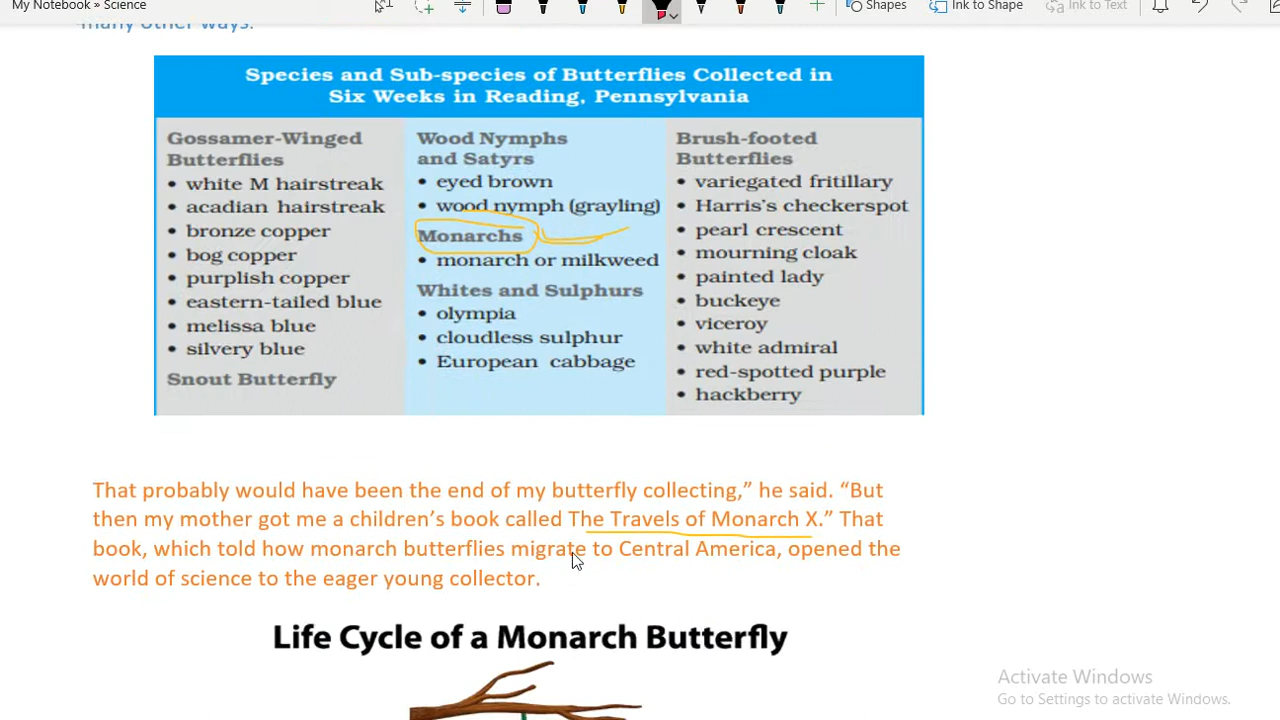 My Notebook » Science
Shapes
Ink to Shape
Ink to Text
many other ways.
Species and Sub-species of Butterflies Collected in
Six Weeks in Reading, Pennsylvania
Gossamer-Winged
Butterflies
• white M hairstreak
• acadian hairstreak
• bronze copper
• bog copper
• purplish copper
• eastern-tailed blue
• melissa blue
• silvery blue
Snout Butterfly
Wood Nymphs
and Satyrs
• eyed brown
• wood nymph (grayling)
Monarchs
• monarch or milkweed
Whites and Sulphurs
• olympia
• cloudless sulphur
• European cabbage
Brush-footed
Butterflies
• variegated fritillary
• Harris's checkerspot
• pearl crescent
• mourning cloak
• painted lady
• buckeye
• viceroy
• white admiral
• red-spotted purple
• hackberry
That probably would have been the end of my butterfly collecting,” he said. “But
then my mother got me a children’s book called The Travels of Monarch X.” That
book, which told how monarch butterflies migrate to Central America, opened the
world of science to the eager young collector.
Life Cycle of a Monarch Butterfly
Activate Windows
Go to Settings to activate Windows.